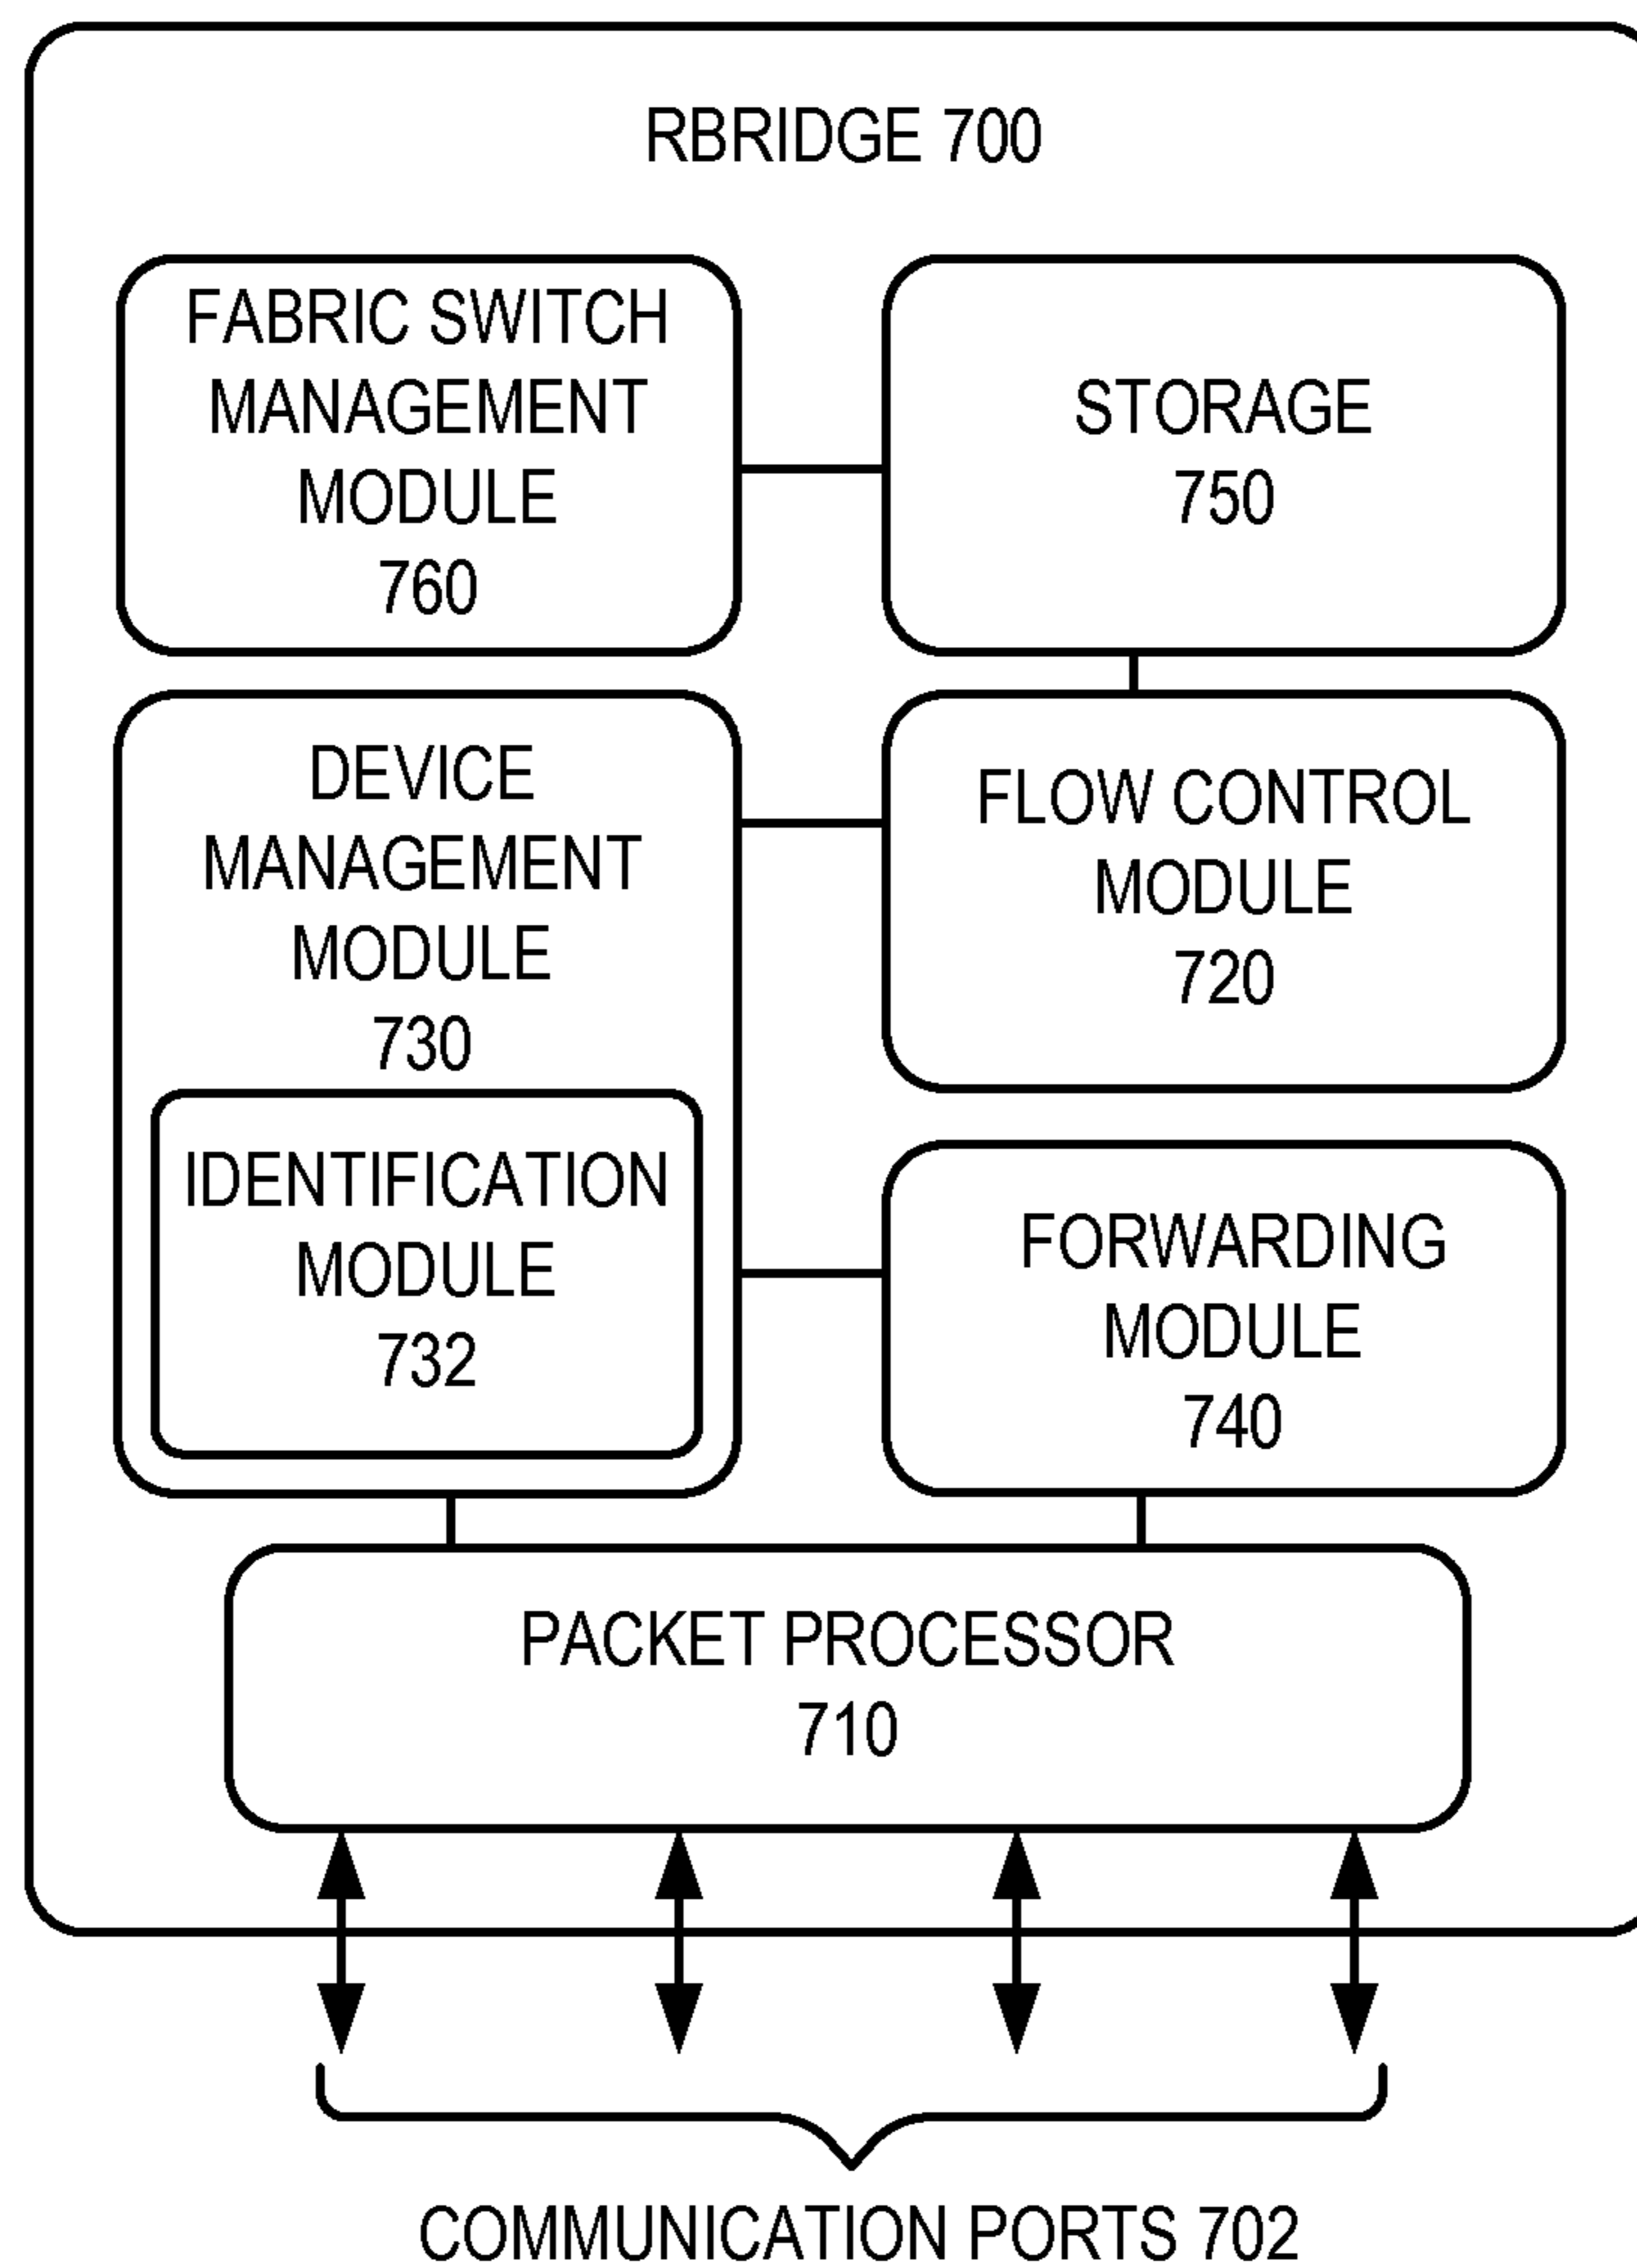 RBRIDGE 700
FABRIC SWITCH
MANAGEMENT
MODULE
760
STORAGE
750
DEVICE
MANAGEMENT
MODULE
730
FLOW CONTROL
MODULE
720
IDENTIFICATION
MODULE
732
FORWARDING
MODULE
740
PACKET PROCESSOR
710
COMMUNICATION PORTS 702